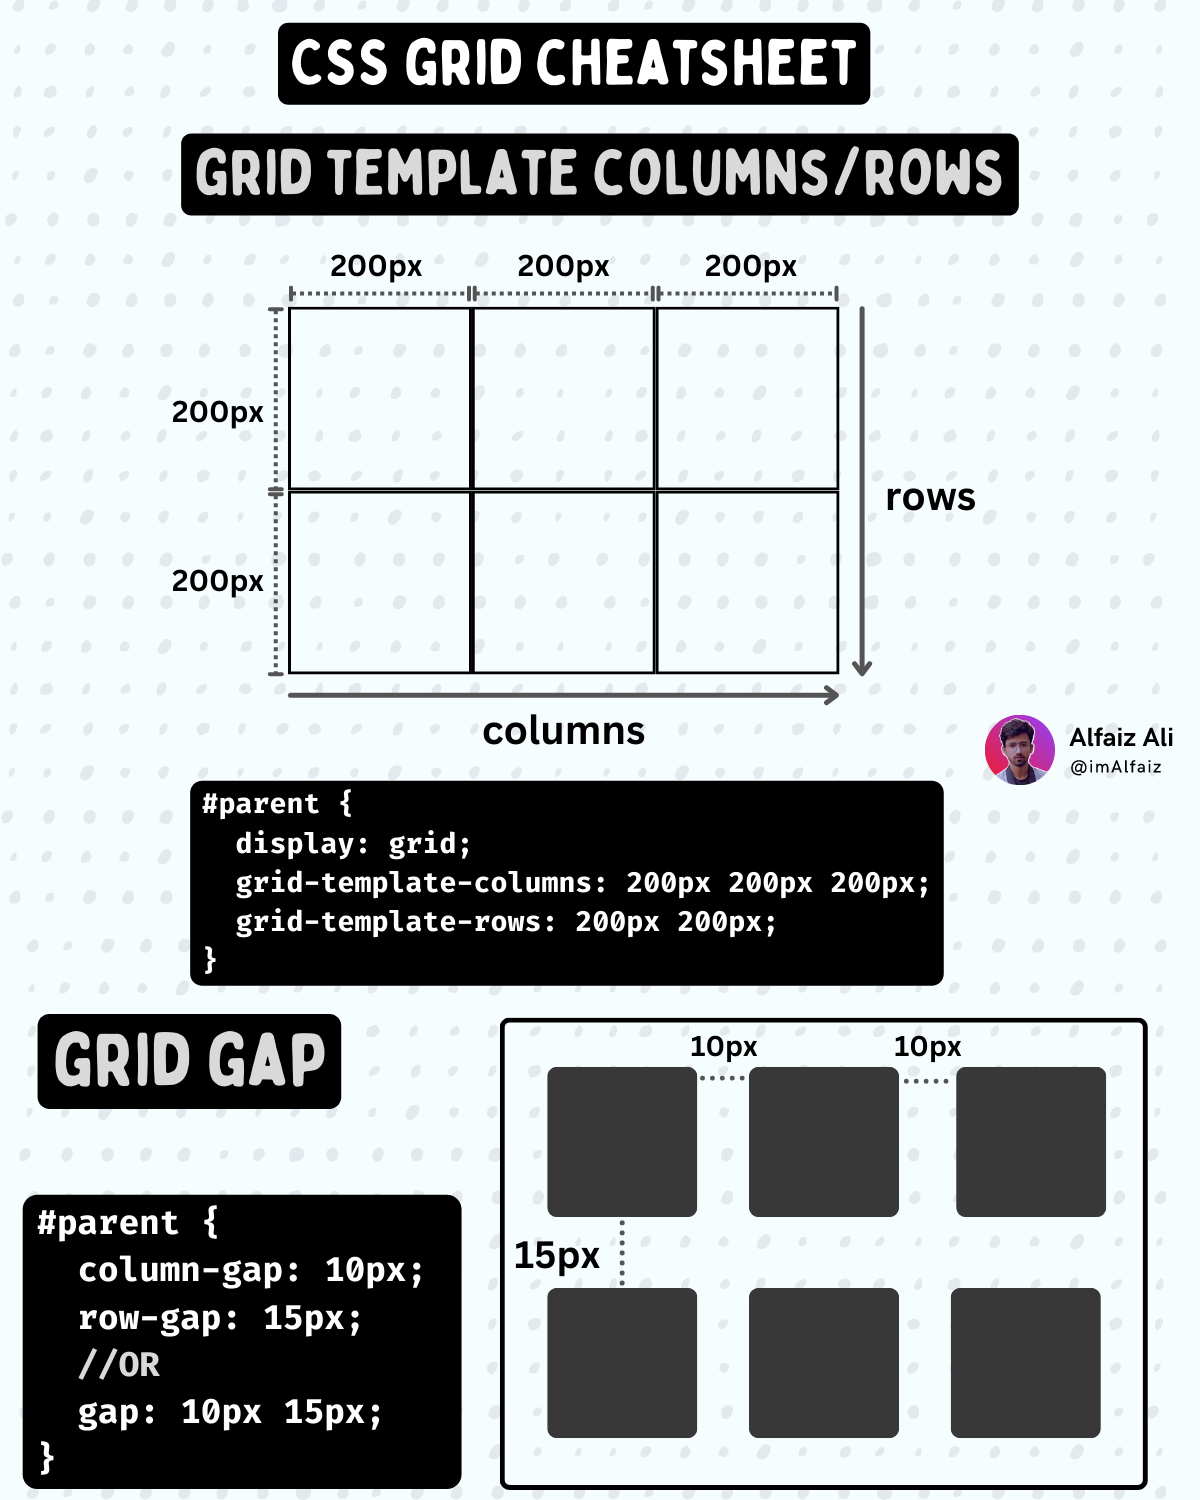 CSS GRID CHEATSHEET
GRID TEMPLATE COLUMNS/ROWS
200px 200px 200px
200px
rows
200px
columns
Alfaiz Ali
@imAlfaiz
#parent {
  display: grid;
  grid-template-columns: 200px 200px 200px;
  grid-template-rows: 200px 200px;
}
GRID GAP
10px 10px
15px
#parent {
  column-gap: 10px;
  row-gap: 15px;
  //OR
  gap: 10px 15px;
}